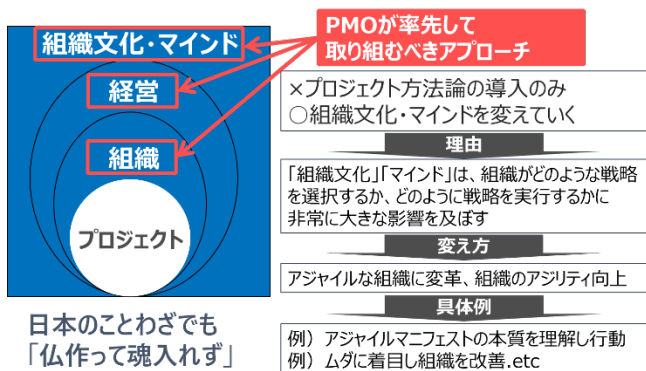 組織文化・マインド
PMOが率先して
取り組むべきアプローチ
経営
組織
プロジェクト
日本のことわざでも
「仏作って魂入れず」
×プロジェクト方法論の導入のみ
○組織文化・マインドを変えていく
理由
「組織文化」「マインド」は、組織がどのような戦略
を選択するか、どのように戦略を実行するかに
非常に大きな影響を及ぼす
変え方
アジャイルな組織に変革、組織のアジリティ向上
具体例
例）アジャイルマニフェストの本質を理解し行動
例）ムダに着目し組織を改善.etc